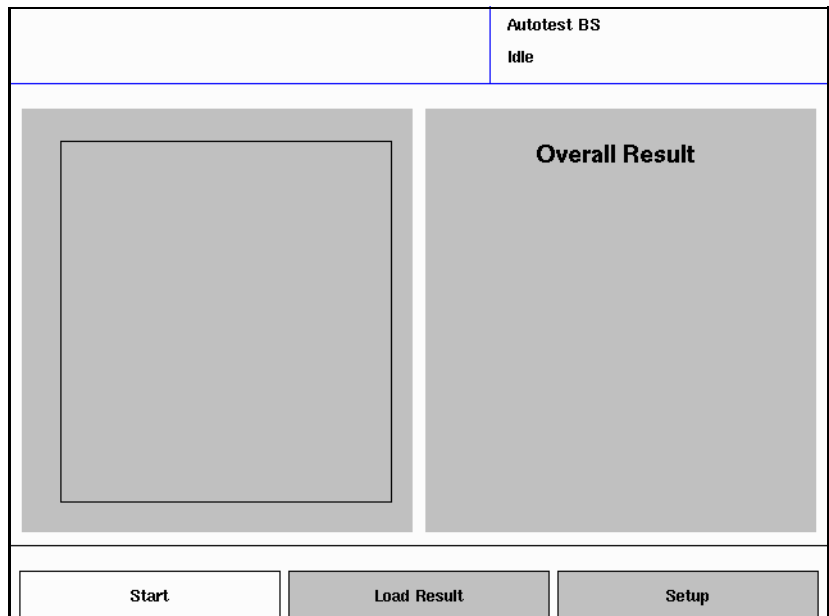 Autotest BS
Idle
Overall Result
Start
Load Result
Setup